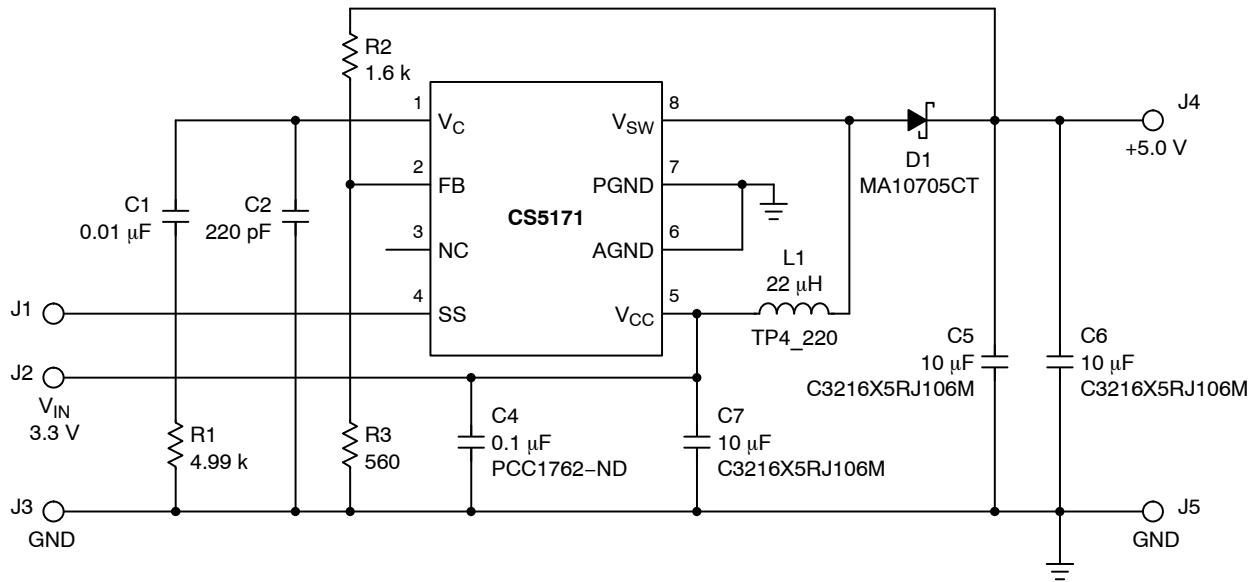 R2
1.6 k
1
V_C
V_SW
8
J4
+5.0 V
D1
MA10705CT
2
FB
PGND
7
CS5171
C1
0.01 μF
C2
220 pF
3
NC
AGND
6
L1
22 μH
TP4_220
J1
4
SS
V_CC
5
C5
10 μF
C3216X5RJ106M
C6
10 μF
C3216X5RJ106M
J2
V_IN
3.3 V
R1
4.99 k
R3
560
C4
0.1 μF
PCC1762–ND
C7
10 μF
C3216X5RJ106M
J3
GND
J5
GND